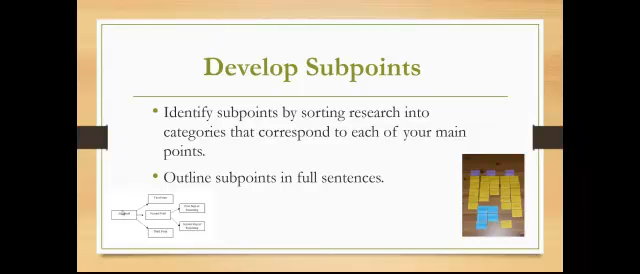 Develop Subpoints
• Identify subpoints by sorting research into
categories that correspond to each of your main
points.
• Outline subpoints in full sentences.